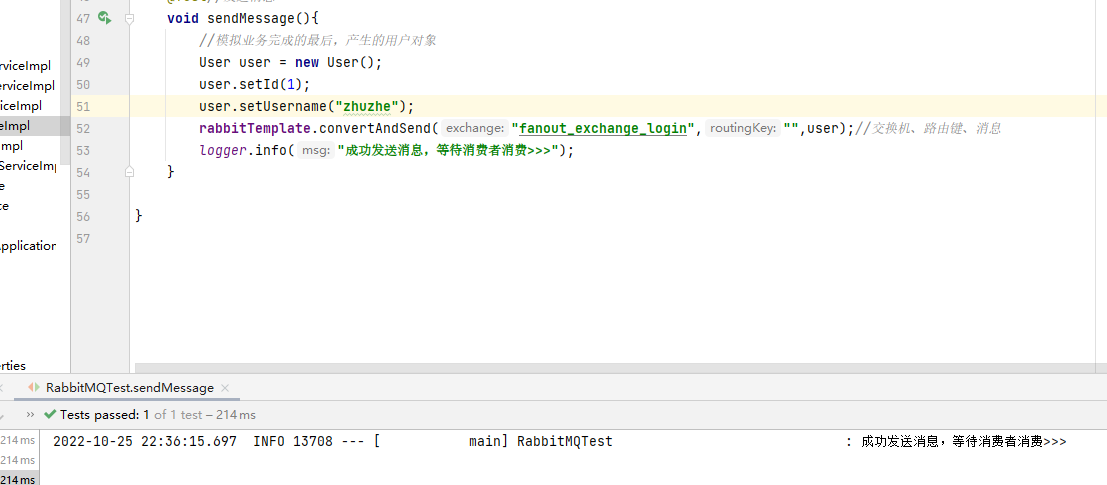 47 void sendMessage(){
48 //模拟业务完成的最后，产生的用户对象
49 User user = new User();
50 user.setId(1);
51 user.setUsername("zhuzhe");
52 rabbitTemplate.convertAndSend( exchange: "fanout_exchange_login", routingKey: "",user);//交换机、路由键、消息
53 logger.info( msg: "成功发送消息，等待消费者消费>>>");
54 }
55
56 }
57
rviceImpl
erviceImpl
iceImpl
eImpl
mpl
ServiceImp
e
ce
Application
erties
RabbitMQTest.sendMessage ×
» Tests passed: 1 of 1 test – 214 ms
214 ms 2022-10-25 22:36:15.697 INFO 13708 --- [ main] RabbitMQTest : 成功发送消息，等待消费者消费>>>
214 ms
214 ms